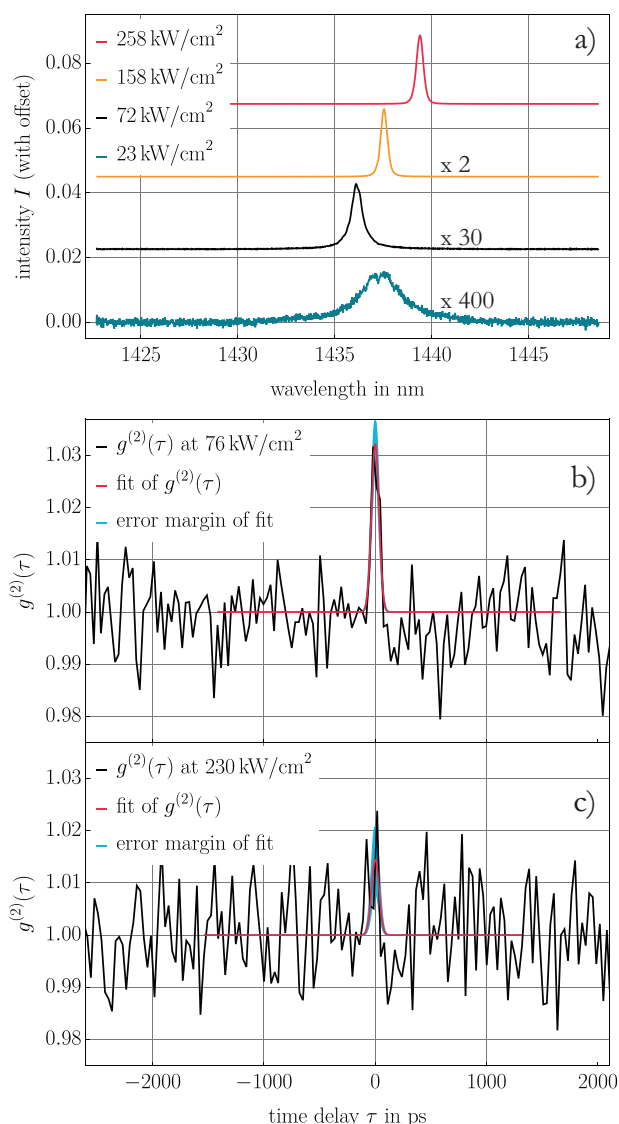 258 kW/cm²
158 kW/cm²
72 kW/cm²
23 kW/cm²
a)
x 2
x 30
x 400
0.08
0.06
0.04
0.02
0.00
intensity I (with offset)
1425 1430 1435 1440 1445
wavelength in nm
g⁽²⁾(τ) at 76 kW/cm²
fit of g⁽²⁾(τ)
error margin of fit
b)
1.03
1.02
1.01
1.00
0.99
0.98
g⁽²⁾(τ)
g⁽²⁾(τ) at 230 kW/cm²
fit of g⁽²⁾(τ)
error margin of fit
c)
1.03
1.02
1.01
1.00
0.99
0.98
g⁽²⁾(τ)
−2000 −1000 0 1000 2000
time delay τ in ps